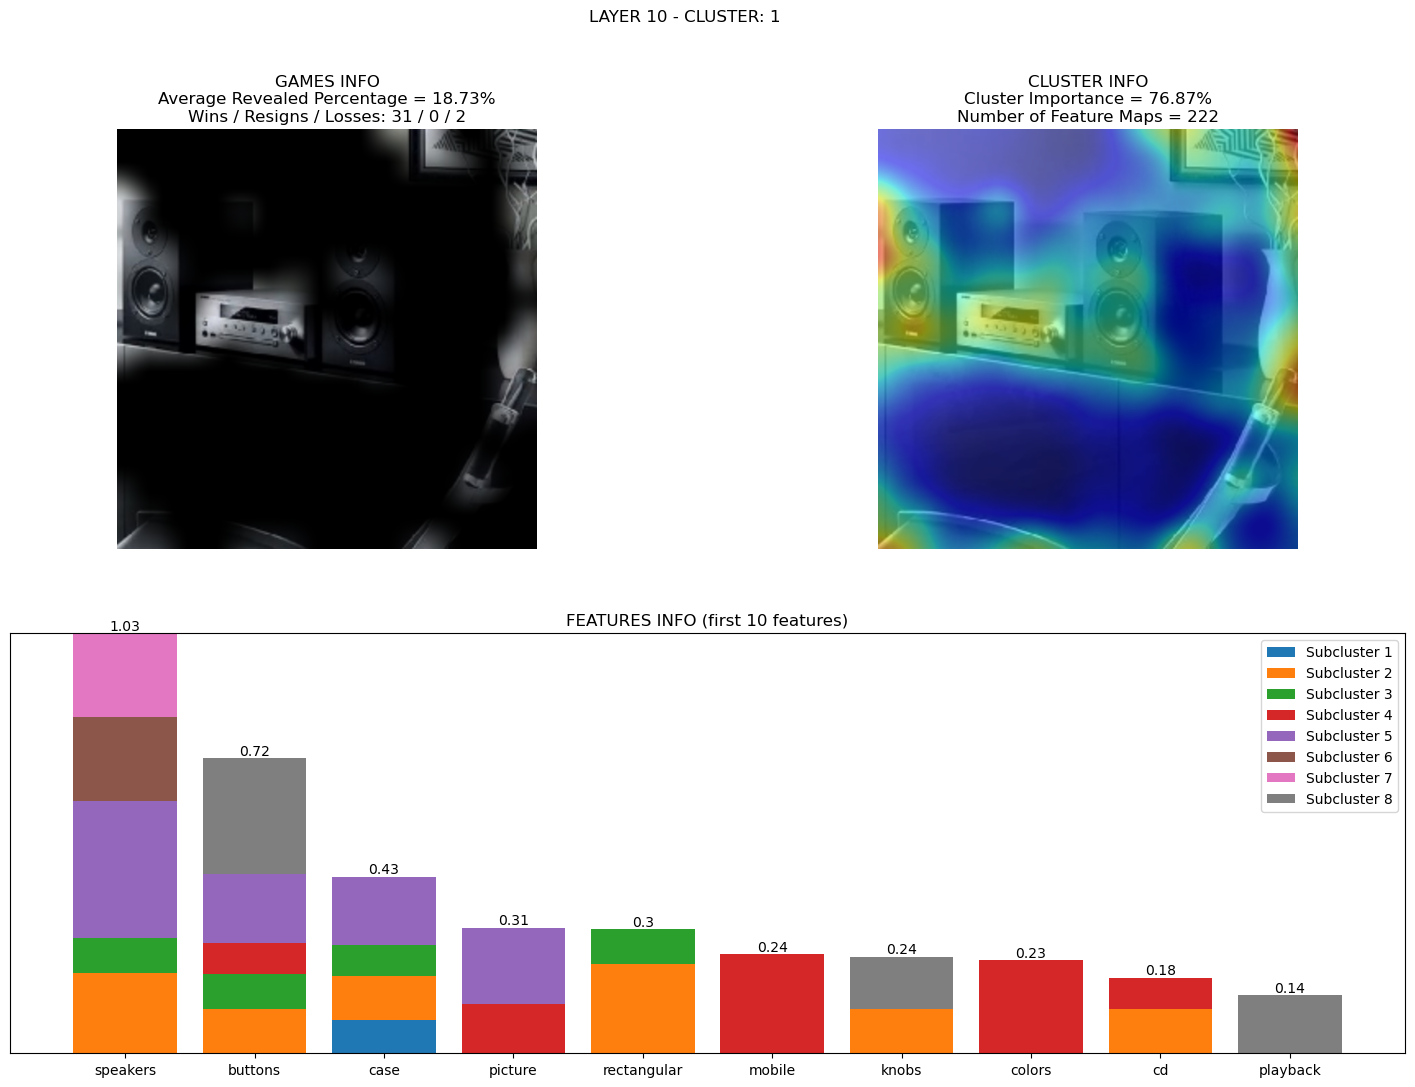 LAYER 10 - CLUSTER: 1
GAMES INFO
Average Revealed Percentage = 18.73%
Wins / Resigns / Losses: 31 / 0 / 2
CLUSTER INFO
Cluster Importance = 76.87%
Number of Feature Maps = 222
FEATURES INFO (first 10 features)
1.03
0.72
0.43
0.31
0.3
0.24
0.24
0.23
0.18
0.14
Subcluster 1
Subcluster 2
Subcluster 3
Subcluster 4
Subcluster 5
Subcluster 6
Subcluster 7
Subcluster 8
speakers
buttons
case
picture
rectangular
mobile
knobs
colors
cd
playback